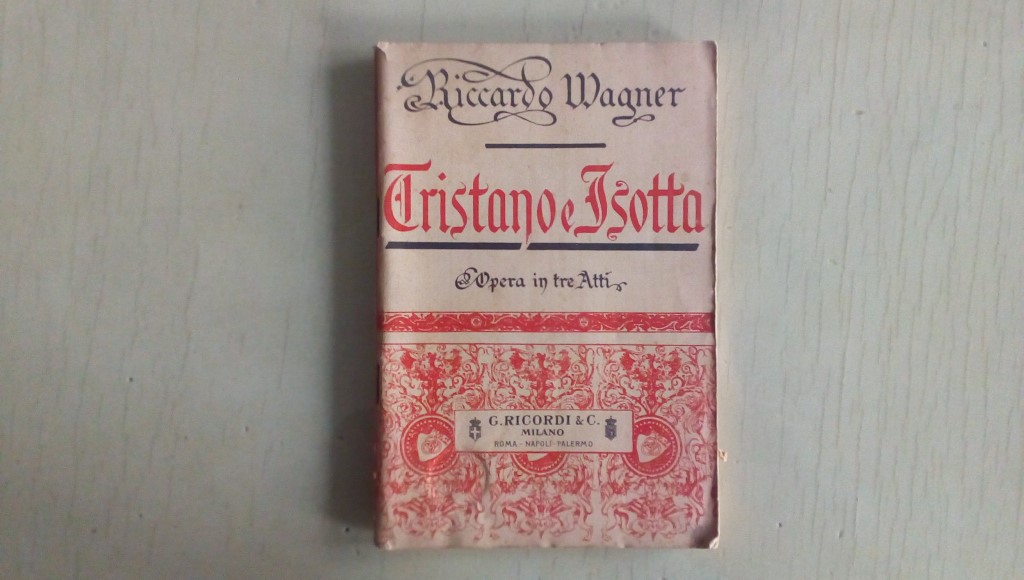 Riccardo Wagner
Tristano e Isotta
Opera in tre Atti
G. RICORDI & C.
MILANO
ROMA - NAPOLI - PALERMO